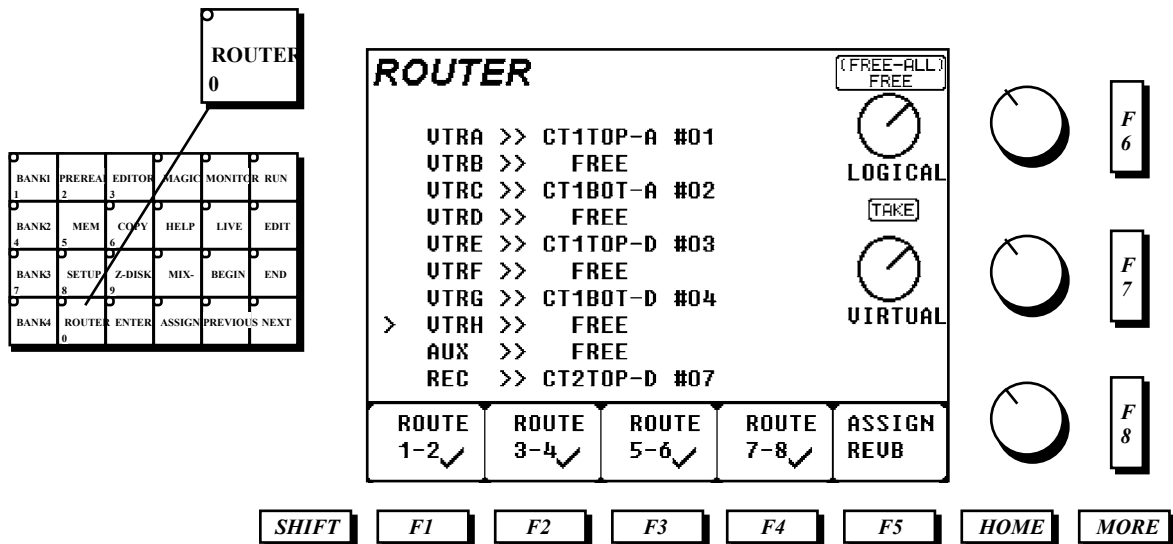 ROUTER
0
BANK1 PREREA EDITOR MAGIC MONITOR RUN
1 2 3
BANK2 MEM COPY HELP LIVE EDIT
4 5 6
BANK3 SETUP Z-DISK MIX- BEGIN END
7 8 9
BANK4 ROUTER ENTER ASSIGN PREVIOUS NEXT
0
ROUTER
(FREE-ALL)
FREE
LOGICAL
TAKE
VIRTUAL
VTRA >> CT1TOP-A #01
VTRB >> FREE
VTRC >> CT1BOT-A #02
VTRD >> FREE
VTRE >> CT1TOP-D #03
VTRF >> FREE
VTRG >> CT1BOT-D #04
> VTRH >> FREE
AUX >> FREE
REC >> CT2TOP-D #07
ROUTE
1-2✓
ROUTE
3-4✓
ROUTE
5-6✓
ROUTE
7-8✓
ASSIGN
REVB
F
6
F
7
F
8
SHIFT F1 F2 F3 F4 F5 HOME MORE